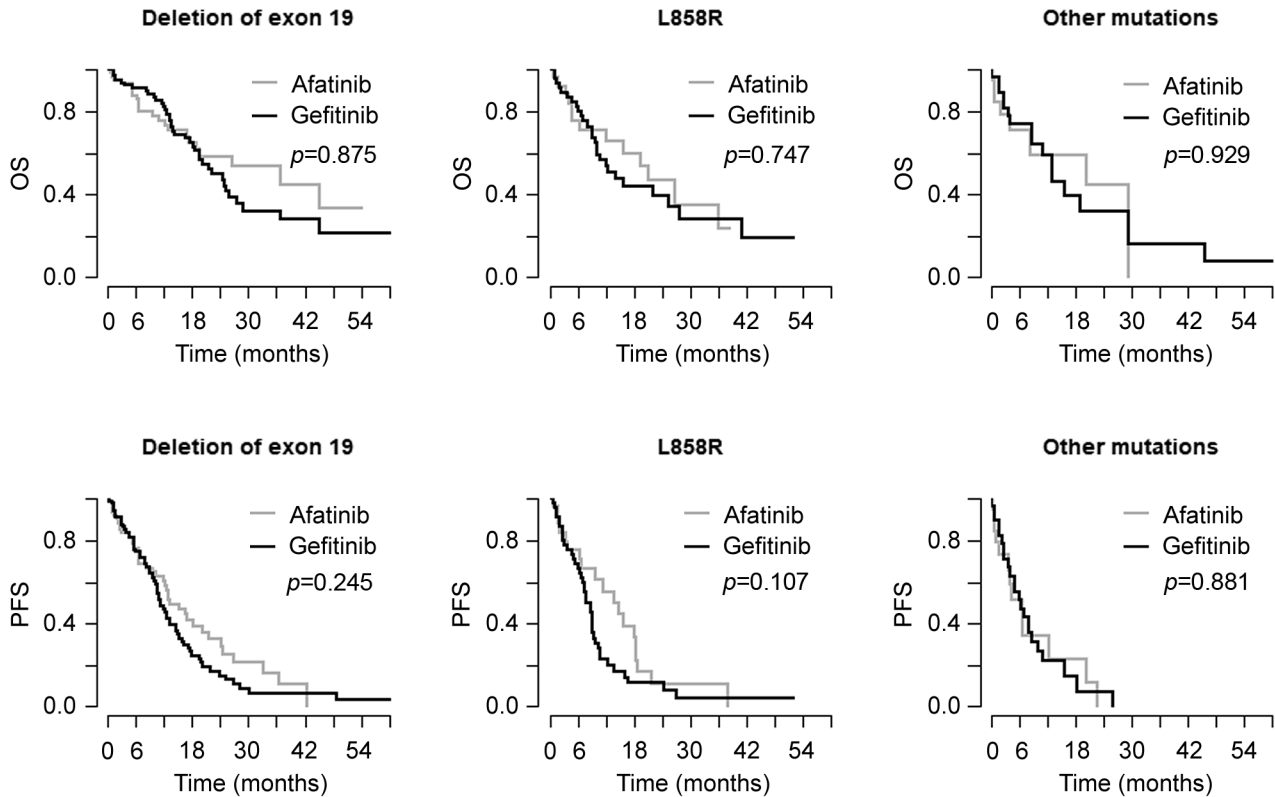 Deletion of exon 19
L858R
Other mutations
OS
0.8
0.4
0.0
Afatinib
Gefitinib
p=0.875
0 6 18 30 42 54
Time (months)
OS
0.8
0.4
0.0
Afatinib
Gefitinib
p=0.747
0 6 18 30 42 54
Time (months)
OS
0.8
0.4
0.0
Afatinib
Gefitinib
p=0.929
0 6 18 30 42 54
Time (months)
Deletion of exon 19
L858R
Other mutations
PFS
0.8
0.4
0.0
Afatinib
Gefitinib
p=0.245
0 6 18 30 42 54
Time (months)
PFS
0.8
0.4
0.0
Afatinib
Gefitinib
p=0.107
0 6 18 30 42 54
Time (months)
PFS
0.8
0.4
0.0
Afatinib
Gefitinib
p=0.881
0 6 18 30 42 54
Time (months)